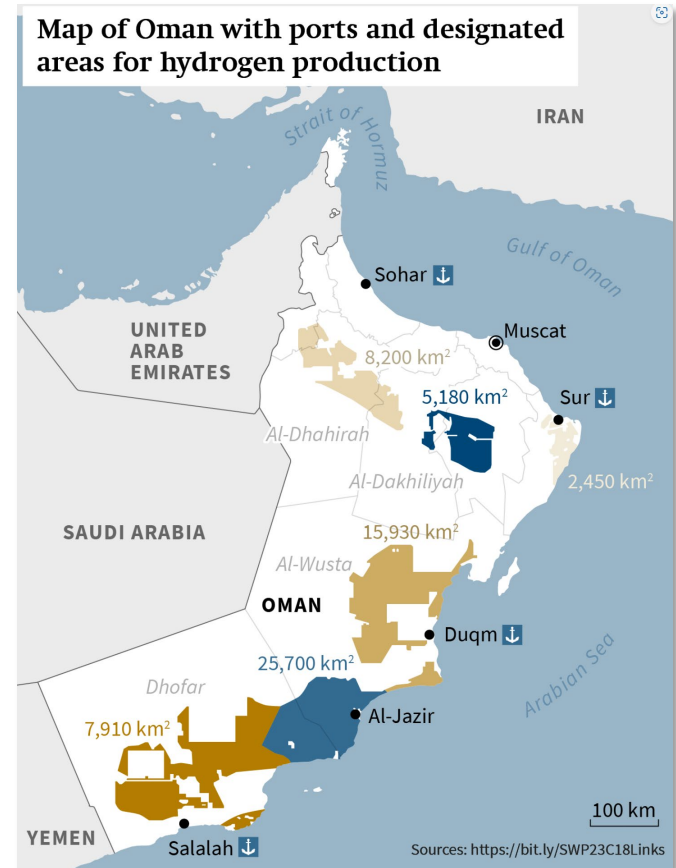 Map of Oman with ports and designated
areas for hydrogen production
IRAN
Strait of Hormuz
Gulf of Oman
Sohar
Muscat
UNITED
ARAB
EMIRATES
8,200 km²
5,180 km²
Sur
Al-Dhahirah
Al-Dakhiliyah
2,450 km²
SAUDI ARABIA
15,930 km²
Al-Wusta
OMAN
Duqm
25,700 km²
Arabian Sea
Dhofar
Al-Jazir
7,910 km²
100 km
YEMEN
Salalah
Sources: https://bit.ly/SWP23C18Links